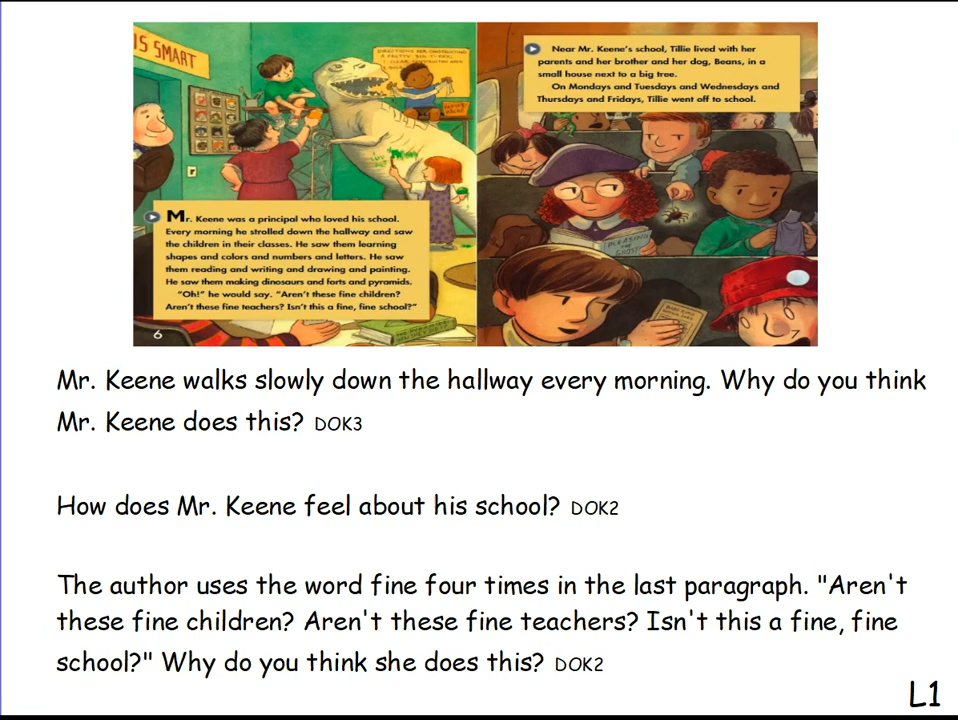 IS SMART
DIRECTIONS FOR CONSTRUCTING
A PRETTY BIG T-REX:
Near Mr. Keene's school, Tillie lived with her
parents and her brother and her dog, Beans, in a
small house next to a big tree.
On Mondays and Tuesdays and Wednesdays and
Thursdays and Fridays, Tillie went off to school.
Mr. Keene was a principal who loved his school.
Every morning he strolled down the hallway and saw
the children in their classes. He saw them learning
shapes and colors and numbers and letters. He saw
them reading and writing and drawing and painting.
He saw them making dinosaurs and forts and pyramids.
"Oh!" he would say. "Aren't these fine children?
Aren't these fine teachers? Isn't this a fine, fine school?"
6
Mr. Keene walks slowly down the hallway every morning. Why do you think
Mr. Keene does this? DOK3
How does Mr. Keene feel about his school? DOK2
The author uses the word fine four times in the last paragraph. "Aren't
these fine children? Aren't these fine teachers? Isn't this a fine, fine
school?" Why do you think she does this? DOK2
L1